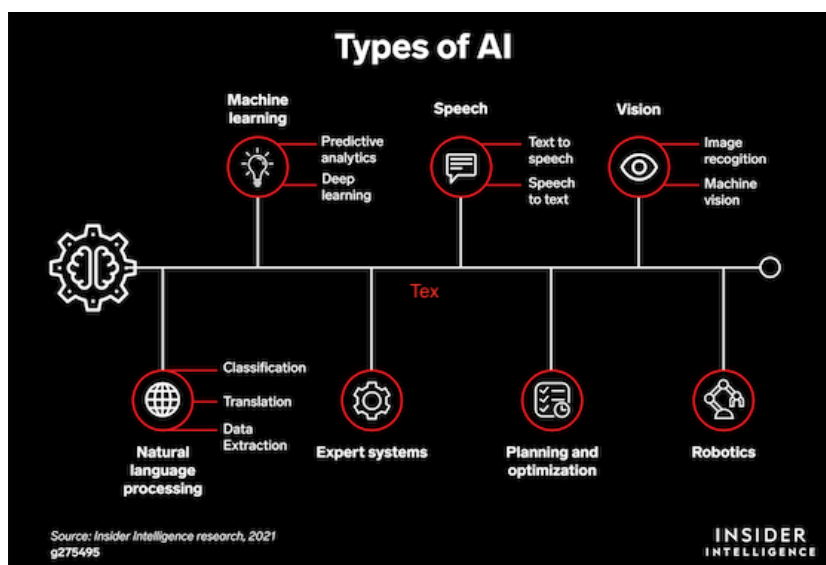 Types of AI
Machine
learning
Predictive
analytics
Deep
learning
Speech
Text to
speech
Speech
to text
Vision
Image
recogition
Machine
vision
Tex
Classification
Translation
Data
Extraction
Natural
language
processing
Expert systems
Planning and
optimization
Robotics
Source: Insider Intelligence research, 2021
g275495
INSIDER
INTELLIGENCE